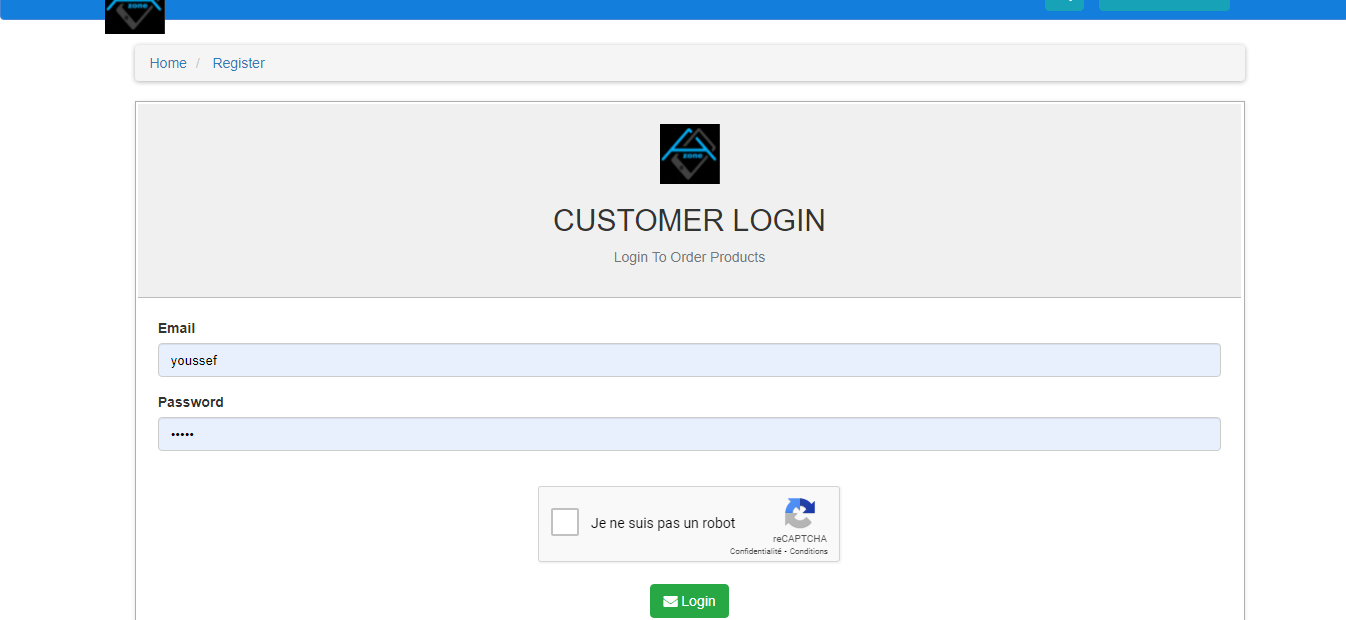 zone
Home / Register
zone
CUSTOMER LOGIN
Login To Order Products
Email
youssef
Password
•••••
Je ne suis pas un robot
reCAPTCHA
Confidentialité - Conditions
Login